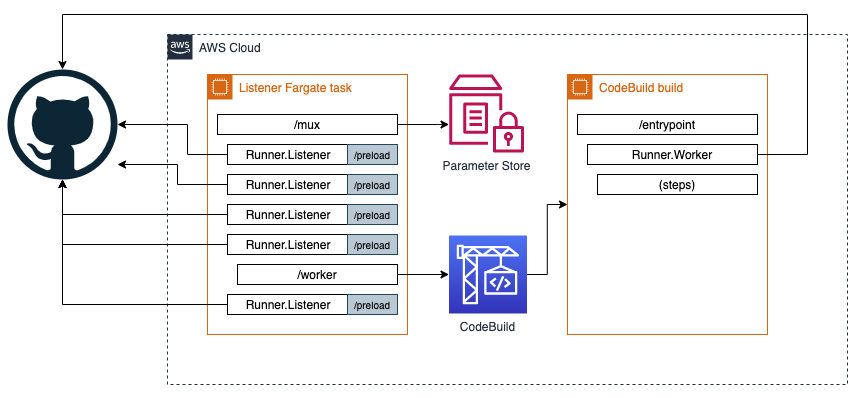 aws
AWS Cloud
Listener Fargate task
/mux
Runner.Listener /preload
Runner.Listener /preload
Runner.Listener /preload
Runner.Listener /preload
/worker
Runner.Listener /preload
Parameter Store
</>
CodeBuild
CodeBuild build
/entrypoint
Runner.Worker
(steps)